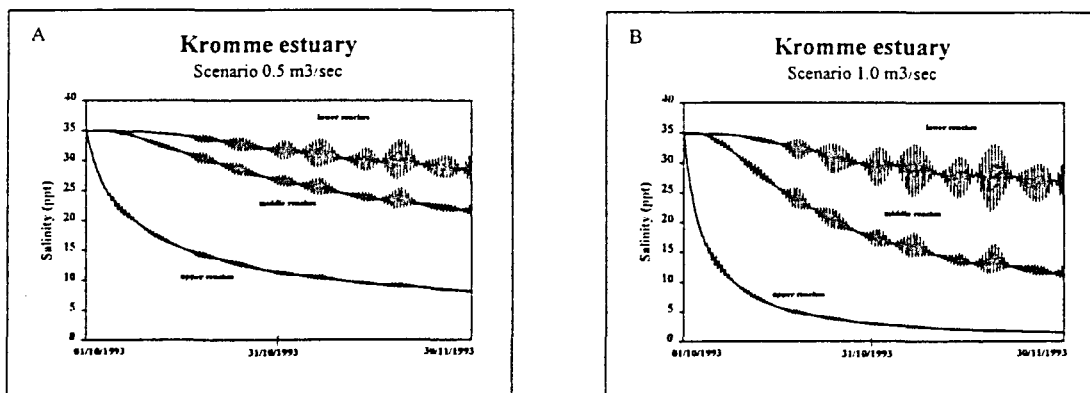 A
Kromme estuary
Scenario 0.5 m3/sec
Salinity (ppt)
40
35
30
25
20
15
10
5
0
lower reaches
middle reaches
upper reaches
01/10/1993
31/10/1993
30/11/1993
B
Kromme estuary
Scenario 1.0 m3/sec
Salinity (ppt)
40
35
30
25
20
15
10
5
0
lower reaches
middle reaches
upper reaches
01/10/1993
31/10/1993
30/11/1993